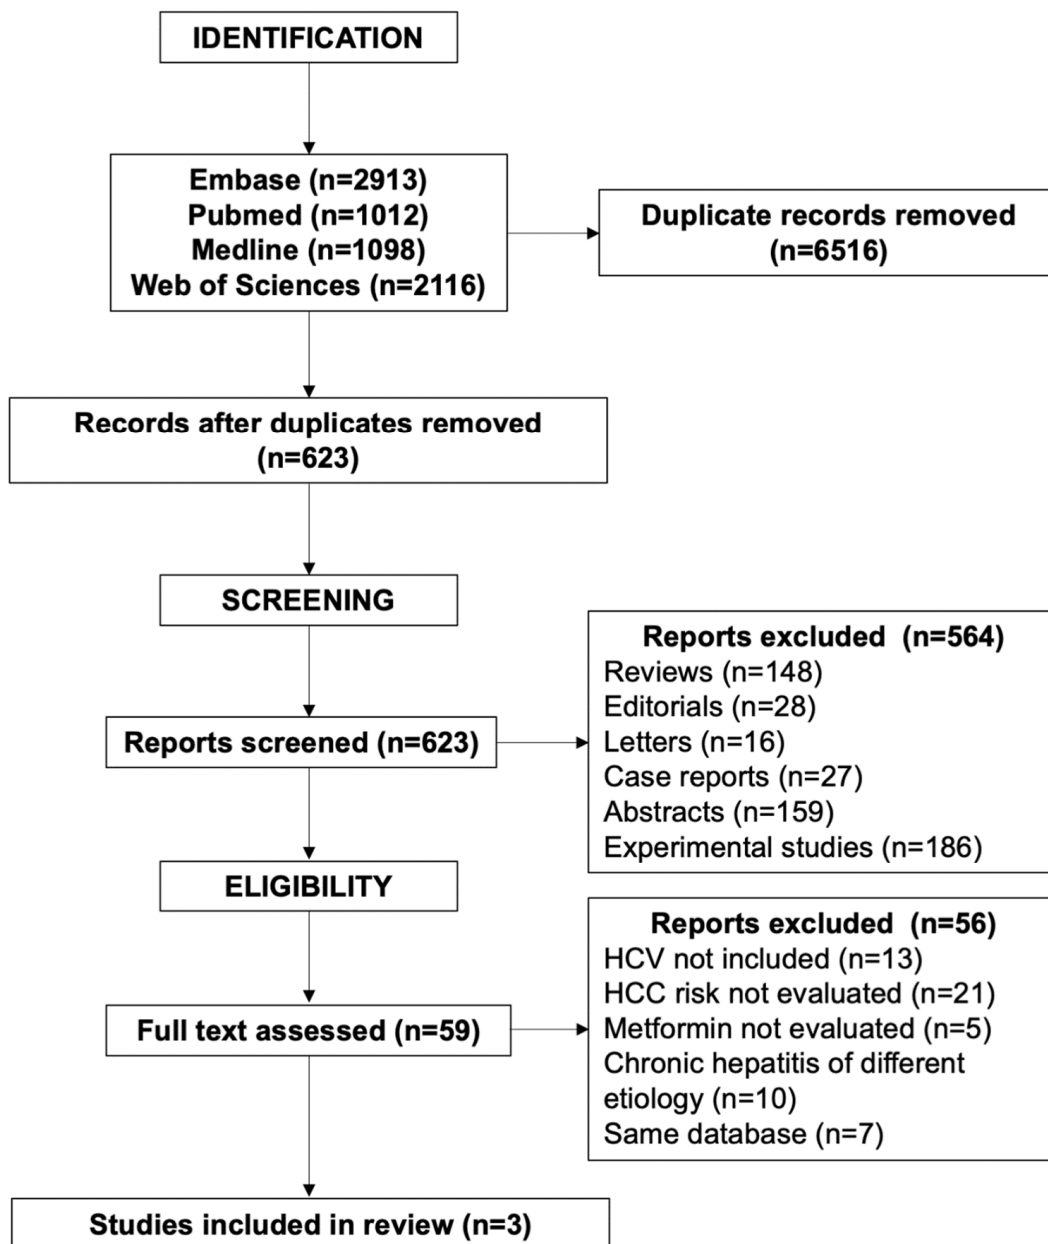 IDENTIFICATION
Embase (n=2913)
Pubmed (n=1012)
Medline (n=1098)
Web of Sciences (n=2116)
Duplicate records removed
(n=6516)
Records after duplicates removed
(n=623)
SCREENING
Reports screened (n=623)
Reports excluded (n=564)
Reviews (n=148)
Editorials (n=28)
Letters (n=16)
Case reports (n=27)
Abstracts (n=159)
Experimental studies (n=186)
ELIGIBILITY
Full text assessed (n=59)
Reports excluded (n=56)
HCV not included (n=13)
HCC risk not evaluated (n=21)
Metformin not evaluated (n=5)
Chronic hepatitis of different
etiology (n=10)
Same database (n=7)
Studies included in review (n=3)